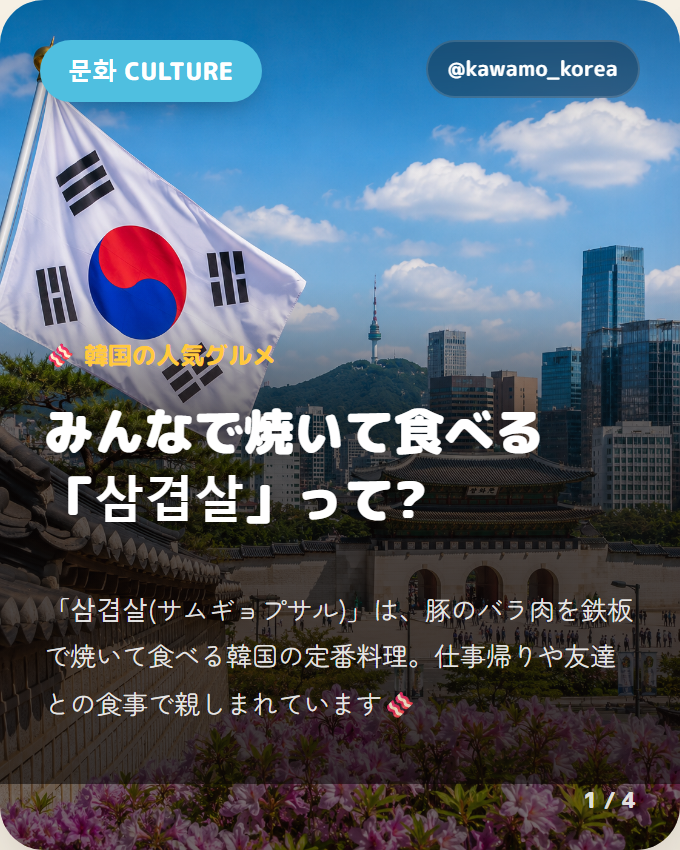 문화 CULTURE
@kawamo_korea
🥓 韓国の人気グルメ
みんなで焼いて食べる
「삼겹살」って?
「삼겹살(サムギョプサル)」は、豚のバラ肉を鉄板
で焼いて食べる韓国の定番料理。仕事帰りや友達
との食事で親しまれています🥓
1 / 4